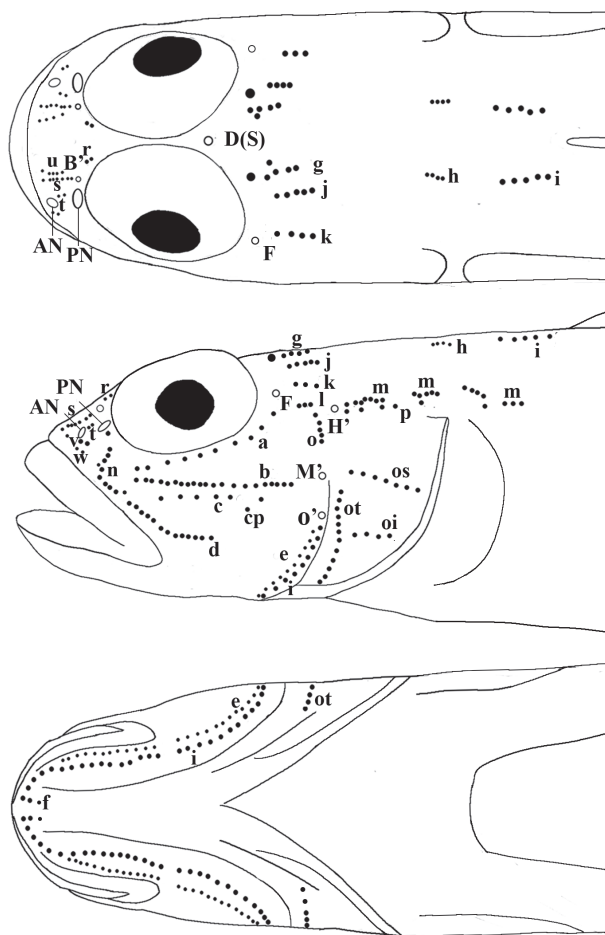 D(S)
u B' r
g
s
j
h
i
t
AN PN
F
k
g
j
h
i
PN r
k
m
m
m
AN s
F
l
p
H'
v t
a
o
w
n
b
M'
os
c
cp
O'
ot
d
oi
e
i
e
ot
i
f